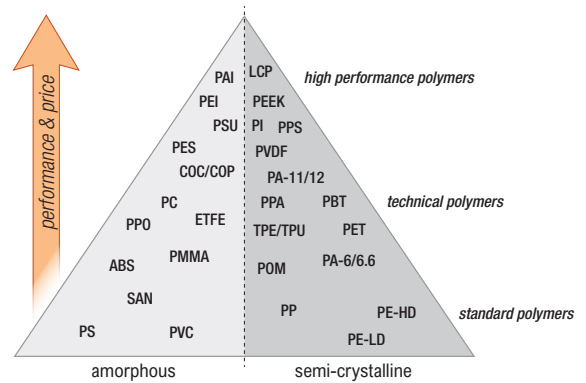 performance & price
PAI
LCP
high performance polymers
PEI
PEEK
PSU
PI
PPS
PES
PVDF
COC/COP
PA-11/12
PC
PPA
PBT
technical polymers
PPO
ETFE
TPE/TPU
PET
ABS
PMMA
POM
PA-6/6.6
SAN
PP
PE-HD
standard polymers
PS
PVC
PE-LD
amorphous
semi-crystalline